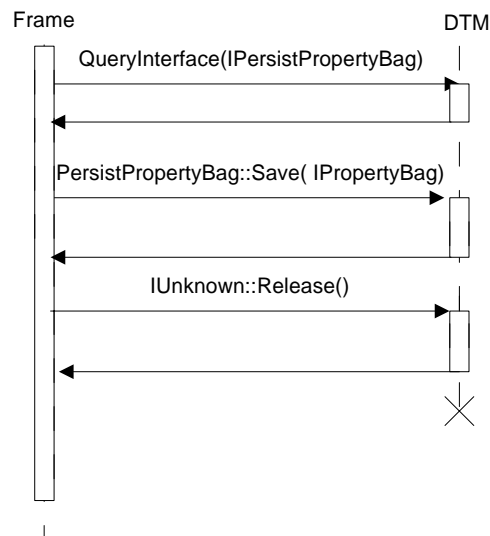 Frame
DTM
QueryInterface(IPersistPropertyBag)
PersistPropertyBag::Save( IPropertyBag)
IUnknown::Release()